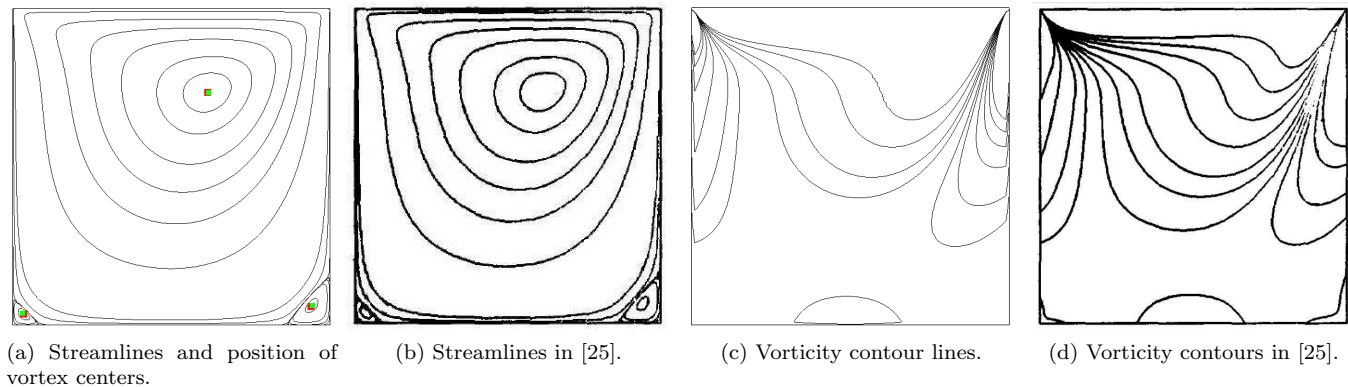 (a) Streamlines and position of
vortex centers.
(b) Streamlines in [25].
(c) Vorticity contour lines.
(d) Vorticity contours in [25].